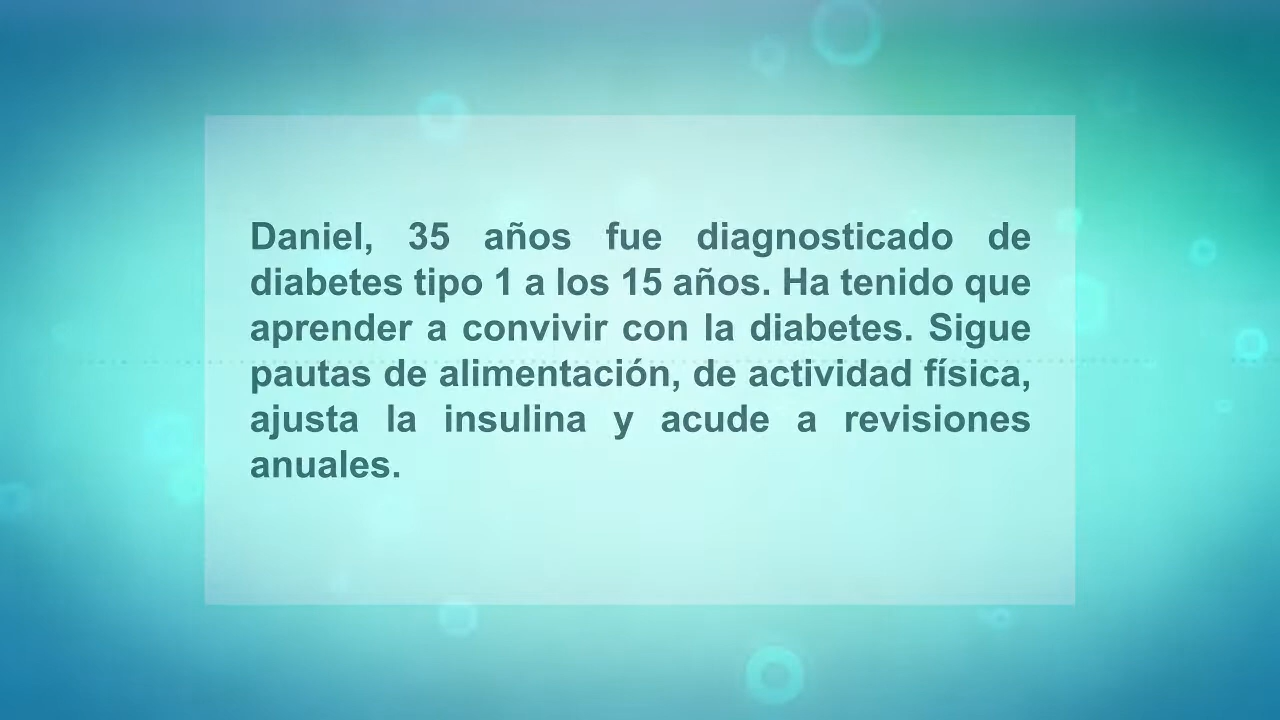 Daniel, 35 años fue diagnosticado de
diabetes tipo 1 a los 15 años. Ha tenido que
aprender a convivir con la diabetes. Sigue
pautas de alimentación, de actividad física,
ajusta la insulina y acude a revisiones
anuales.